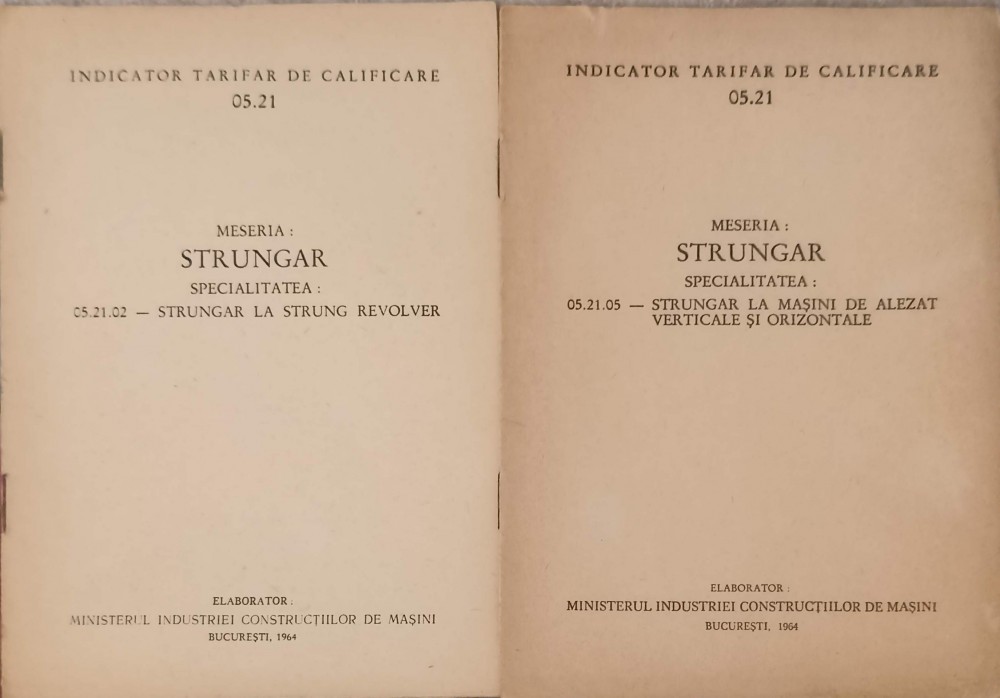 INDICATOR TARIFAR DE CALIFICARE
05.21
MESERIA :
STRUNGAR
SPECIALITATEA :
05.21.02 — STRUNGAR LA STRUNG REVOLVER
ELABORATOR :
MINISTERUL INDUSTRIEI CONSTRUCȚIILOR DE MAȘINI
BUCUREȘTI, 1964
INDICATOR TARIFAR DE CALIFICARE
05.21
MESERIA :
STRUNGAR
SPECIALITATEA :
05.21.05 — STRUNGAR LA MAȘINI DE ALEZAT
VERTICALE ȘI ORIZONTALE
ELABORATOR :
MINISTERUL INDUSTRIEI CONSTRUCȚIILOR DE MAȘINI
BUCUREȘTI, 1964